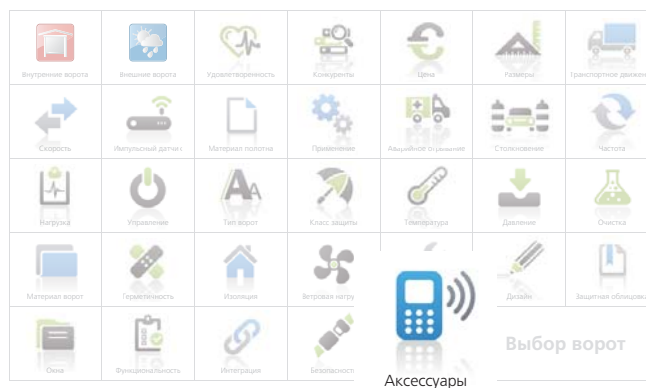 Внутренние ворота
Внешние ворота
Удовлетворенность
Конкуренты
Цена
Размеры
Транспортное движен
Скорость
Импульсный датчик
Материал полотна
Применение
Аварийное открывание
Столкновение
Частота
Нагрузка
Управление
Тип ворот
Класс защиты
Температура
Давление
Очистка
Материал ворот
Герметичность
Изоляция
Ветровая нагру
Дизайн
Защитная облицовк
Окна
Функциональность
Интеграция
Безопасност
Аксессуары
Выбор ворот